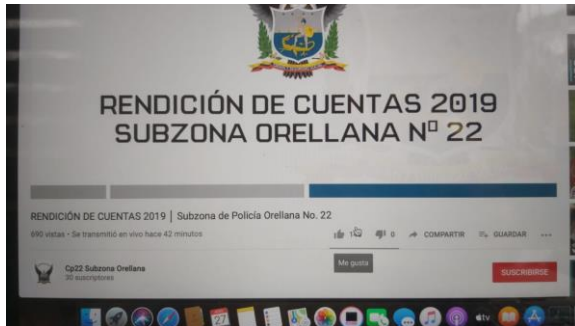 RENDICIÓN DE CUENTAS 2019
SUBZONA ORELLANA Nº 22
RENDICIÓN DE CUENTAS 2019 | Subzona de Policía Orellana No. 22
690 vistas • Se transmitió en vivo hace 42 minutos
0
COMPARTIR
GUARDAR
Me gusta
Cp22 Subzona Orellana
30 suscriptores
SUSCRIBIRSE
27
tv